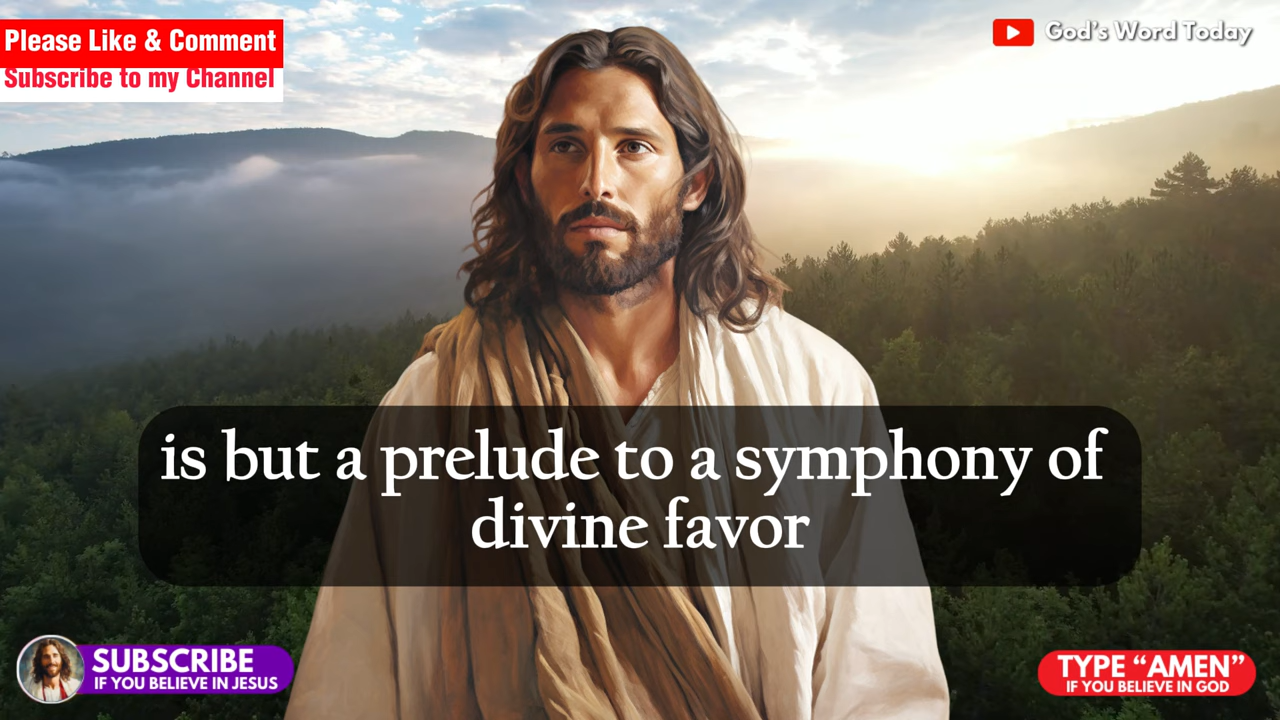 Please Like & Comment
Subscribe to my Channel
God's Word Today
is but a prelude to a symphony of
divine favor
SUBSCRIBE
IF YOU BELIEVE IN JESUS
TYPE “AMEN”
IF YOU BELIEVE IN GOD